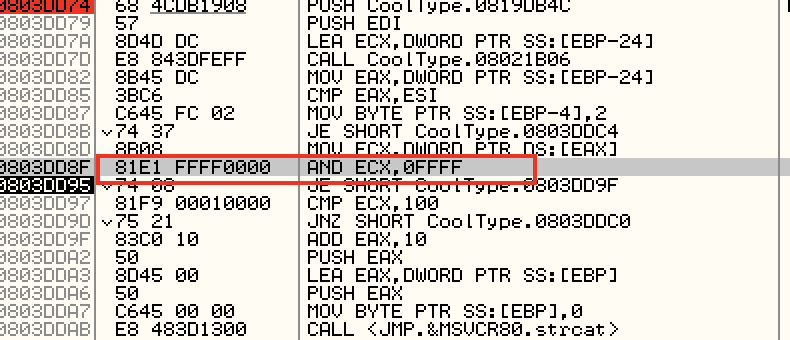 0803DD74 68 4CDB1908 PUSH CoolType.0819DB4C
0803DD79 57 PUSH EDI
0803DD7A 8D4D DC LEA ECX,DWORD PTR SS:[EBP-24]
0803DD7D E8 843DFEFF CALL CoolType.08021B06
0803DD82 8B45 DC MOV EAX,DWORD PTR SS:[EBP-24]
0803DD85 3BC6 CMP EAX,ESI
0803DD87 C645 FC 02 MOV BYTE PTR SS:[EBP-4],2
0803DD8B 74 37 JE SHORT CoolType.0803DDC4
0803DD8D 8B08 MOV ECX,DWORD PTR DS:[EAX]
0803DD8F 81E1 FFFF0000 AND ECX,0FFFF
0803DD95 74 08 JE SHORT CoolType.0803DD9F
0803DD97 81F9 00010000 CMP ECX,100
0803DD9D 75 21 JNZ SHORT CoolType.0803DDC0
0803DD9F 83C0 10 ADD EAX,10
0803DDA2 50 PUSH EAX
0803DDA3 8D45 00 LEA EAX,DWORD PTR SS:[EBP]
0803DDA6 50 PUSH EAX
0803DDA7 C645 00 00 MOV BYTE PTR SS:[EBP],0
0803DDAB E8 483D1300 CALL <JMP.&MSVCR80.strcat>